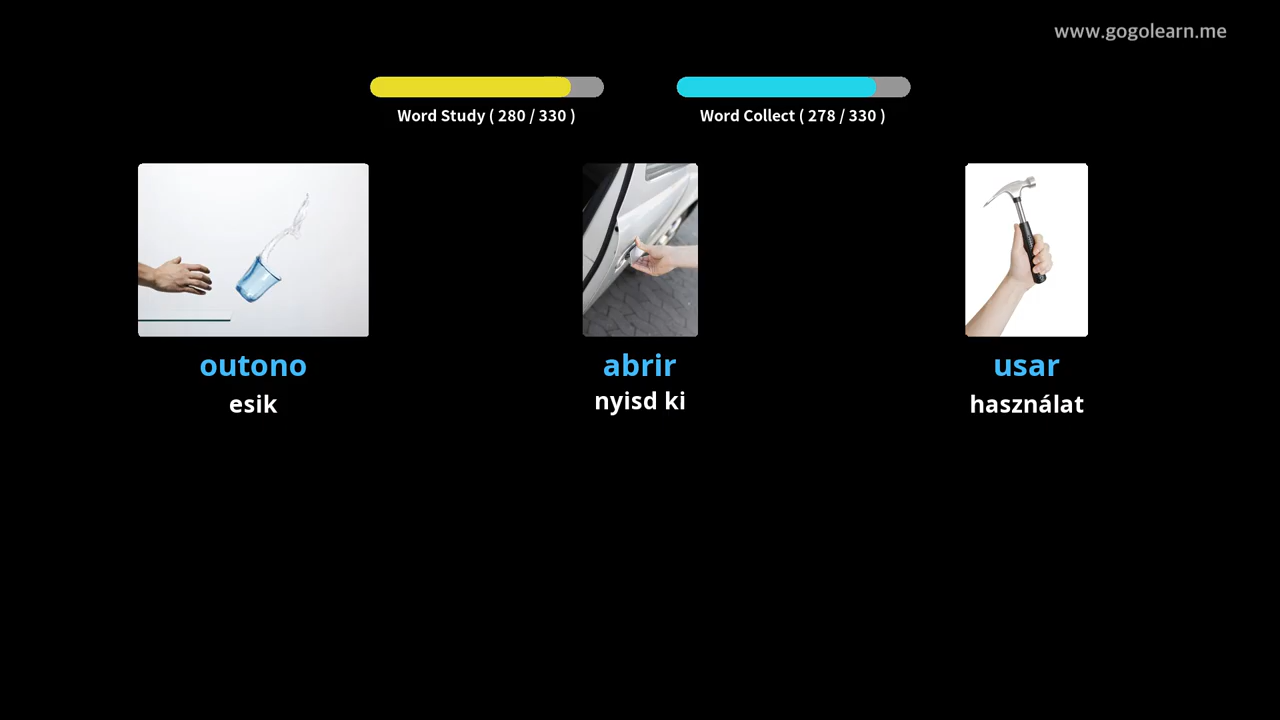 www.gogolearn.me
Word Study ( 280 / 330 )
Word Collect ( 278 / 330 )
outono
esik
abrir
nyisd ki
usar
használat